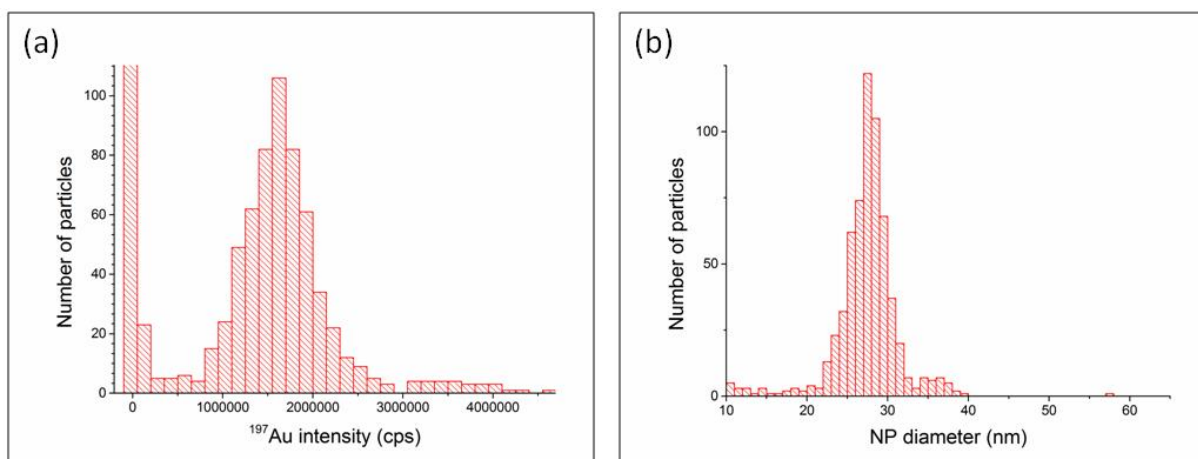 (a)
Number of particles
100
80
60
40
20
0
0 1000000 2000000 3000000 4000000
¹⁹⁷Au intensity (cps)
(b)
Number of particles
100
50
0
10 20 30 40 50 60
NP diameter (nm)